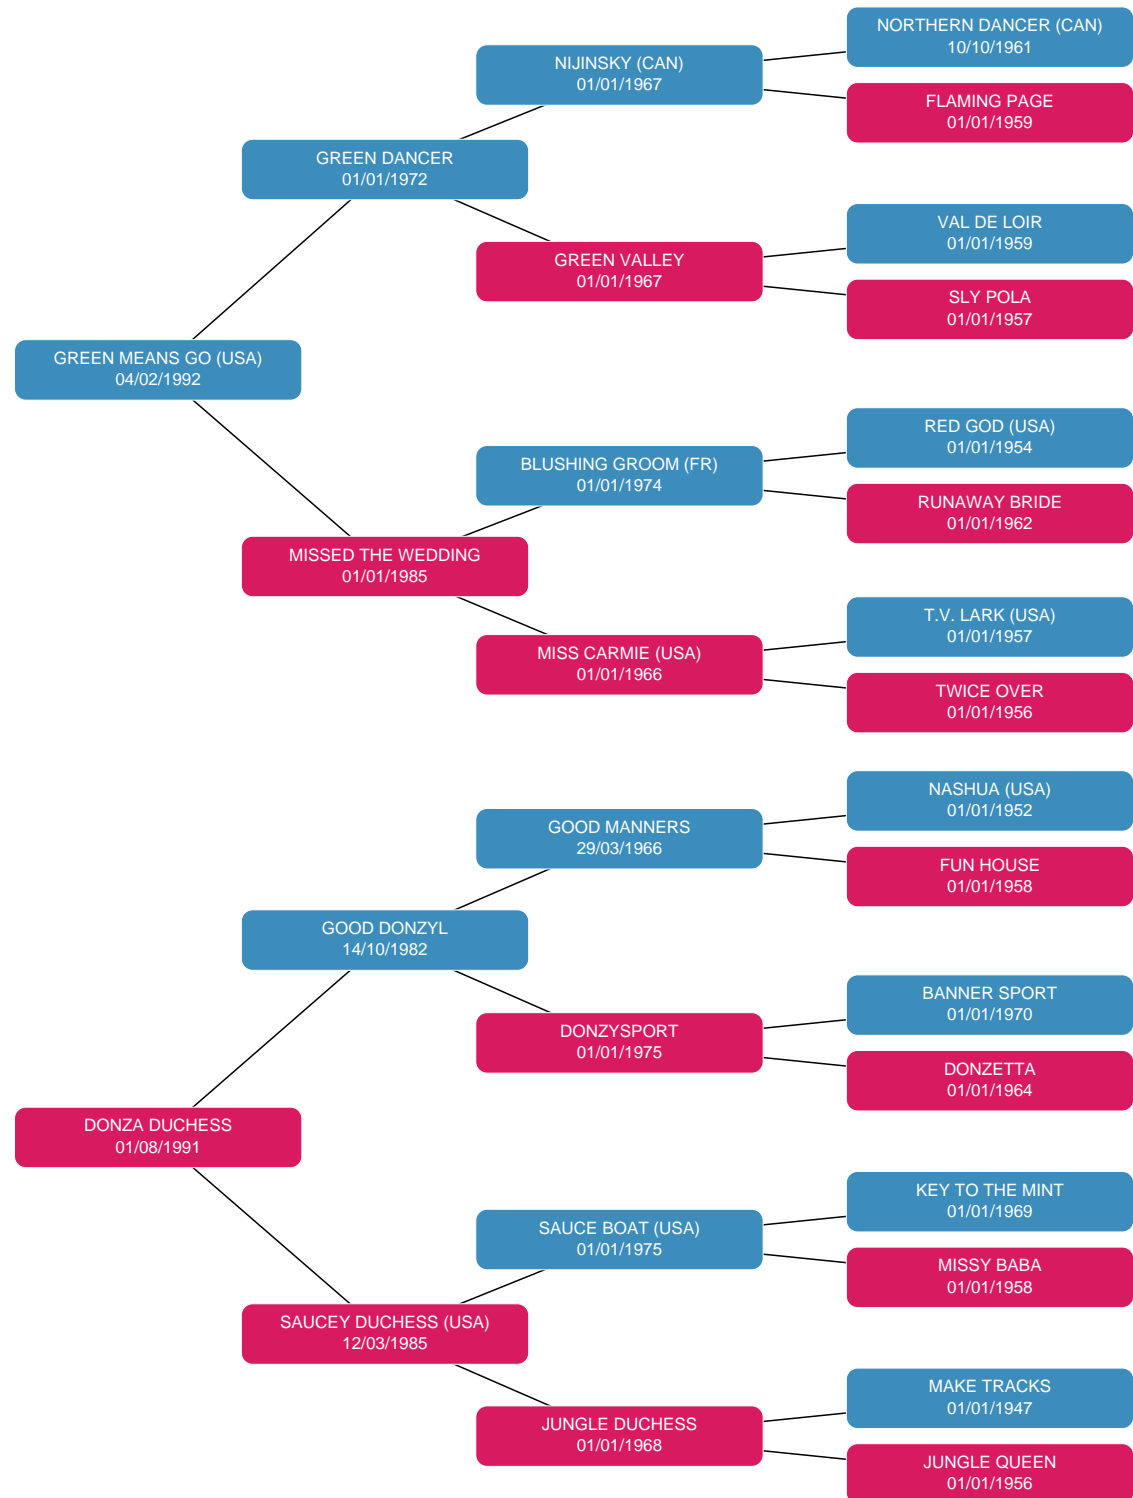 NORTHERN DANCER (CAN)
10/10/1961
NIJINSKY (CAN)
01/01/1967
FLAMING PAGE
01/01/1959
GREEN DANCER
01/01/1972
VAL DE LOIR
01/01/1959
GREEN VALLEY
01/01/1967
SLY POLA
01/01/1957
GREEN MEANS GO (USA)
04/02/1992
RED GOD (USA)
01/01/1954
BLUSHING GROOM (FR)
01/01/1974
RUNAWAY BRIDE
01/01/1962
MISSED THE WEDDING
01/01/1985
T.V. LARK (USA)
01/01/1957
MISS CARMIE (USA)
01/01/1966
TWICE OVER
01/01/1956
NASHUA (USA)
01/01/1952
GOOD MANNERS
29/03/1966
FUN HOUSE
01/01/1958
GOOD DONZYL
14/10/1982
BANNER SPORT
01/01/1970
DONZYSPORT
01/01/1975
DONZETTA
01/01/1964
DONZA DUCHESS
01/08/1991
KEY TO THE MINT
01/01/1969
SAUCE BOAT (USA)
01/01/1975
MISSY BABA
01/01/1958
SAUCEY DUCHESS (USA)
12/03/1985
MAKE TRACKS
01/01/1947
JUNGLE DUCHESS
01/01/1968
JUNGLE QUEEN
01/01/1956